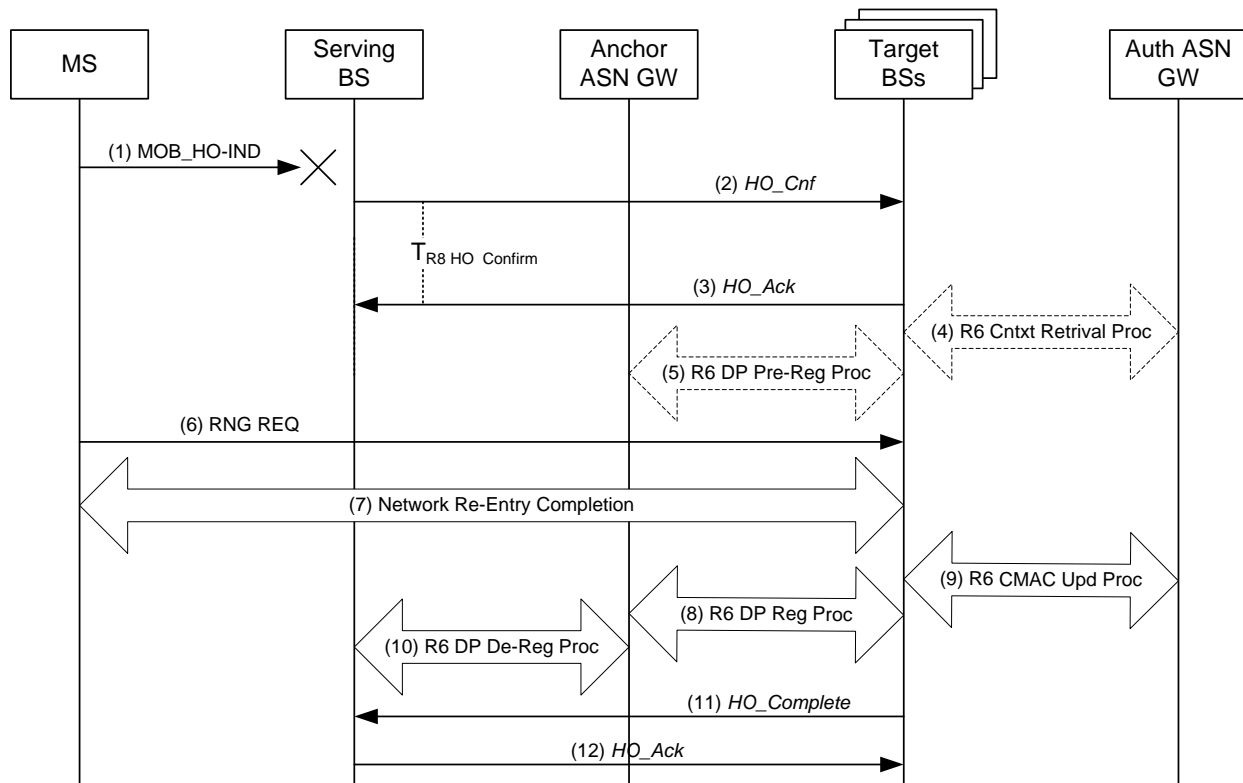 MS
Serving
BS
Anchor
ASN GW
Target
BSs
Auth ASN
GW
(1) MOB_HO-IND
(2) HO_Cnf
T R8 HO Confirm
(3) HO_Ack
(4) R6 Cntxt Retrival Proc
(5) R6 DP Pre-Reg Proc
(6) RNG REQ
(7) Network Re-Entry Completion
(9) R6 CMAC Upd Proc
(8) R6 DP Reg Proc
(10) R6 DP De-Reg Proc
(11) HO_Complete
(12) HO_Ack